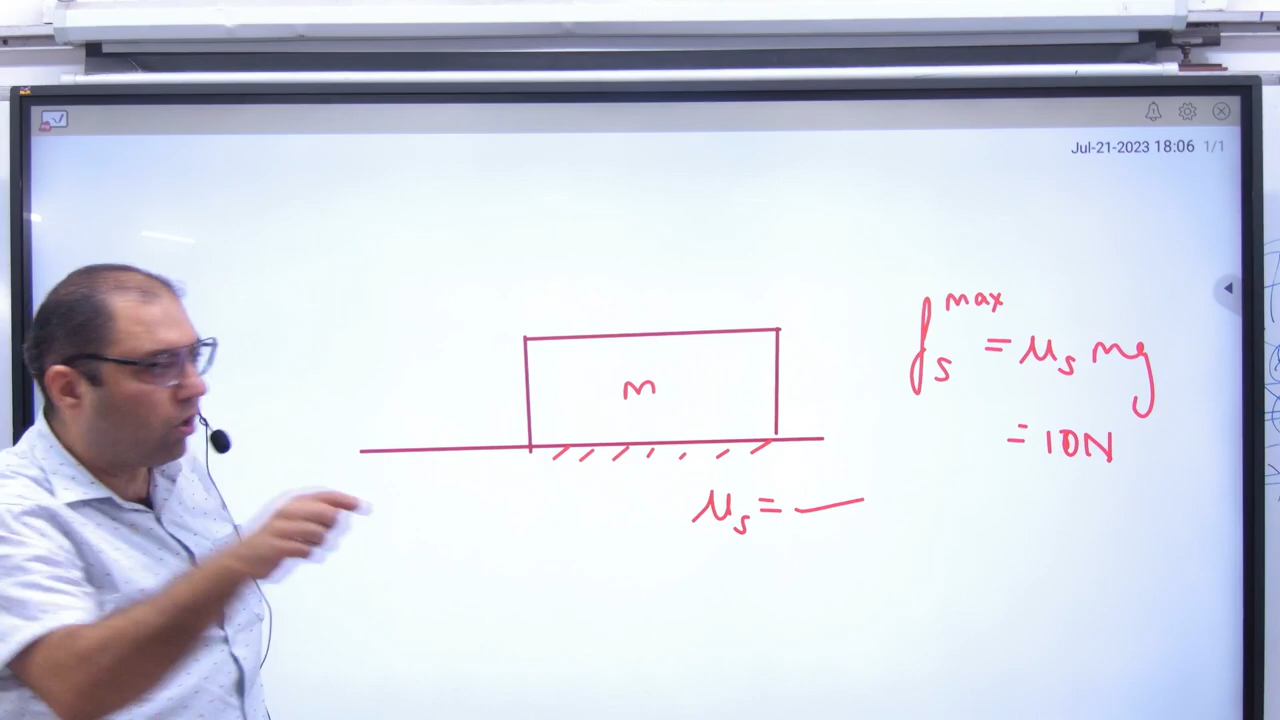 Jul-21-2023 18:06 1/1
m
μs = —
fs max = μs mg
= 10N